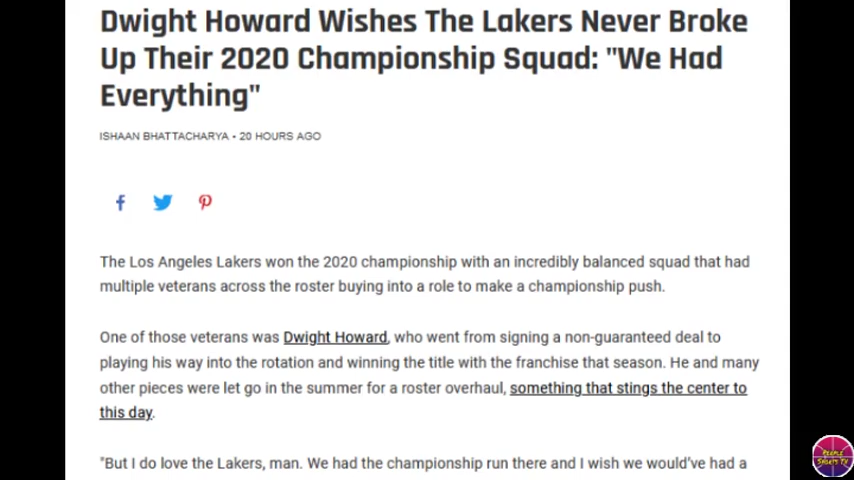 Dwight Howard Wishes The Lakers Never Broke
Up Their 2020 Championship Squad: "We Had
Everything"
ISHAAN BHATTACHARYA • 20 HOURS AGO
The Los Angeles Lakers won the 2020 championship with an incredibly balanced squad that had
multiple veterans across the roster buying into a role to make a championship push.
One of those veterans was Dwight Howard, who went from signing a non-guaranteed deal to
playing his way into the rotation and winning the title with the franchise that season. He and many
other pieces were let go in the summer for a roster overhaul, something that stings the center to
this day.
"But I do love the Lakers, man. We had the championship run there and I wish we would've had a